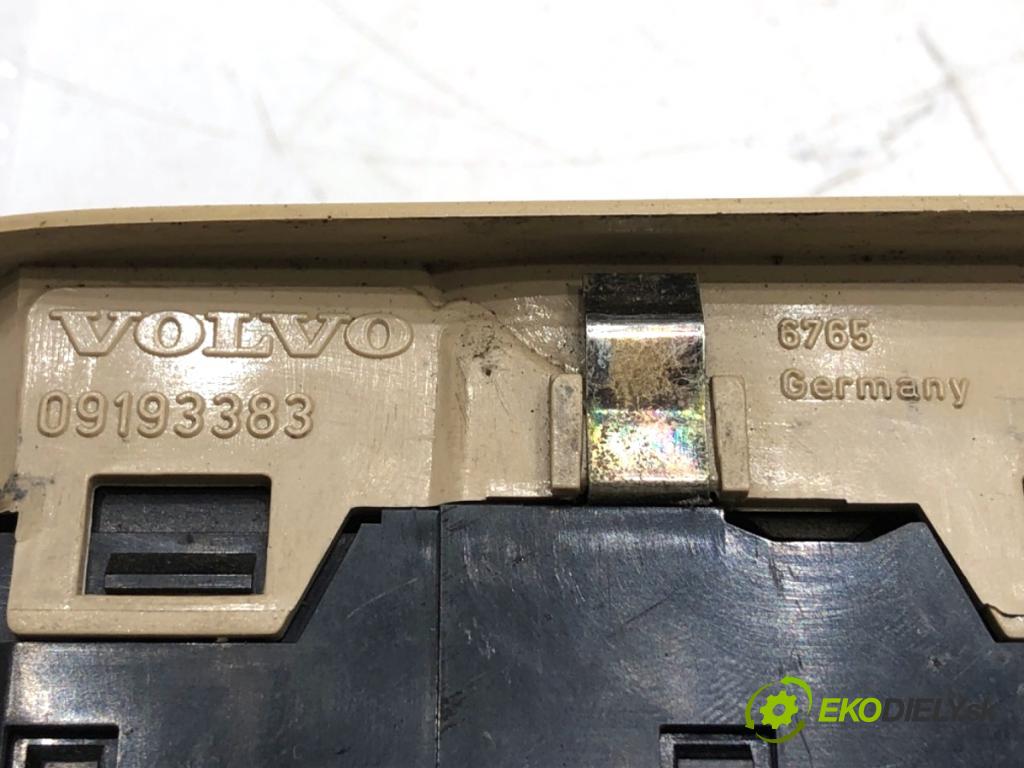 VOLVO
09193383
6765
Germany
EKODIELY.sk